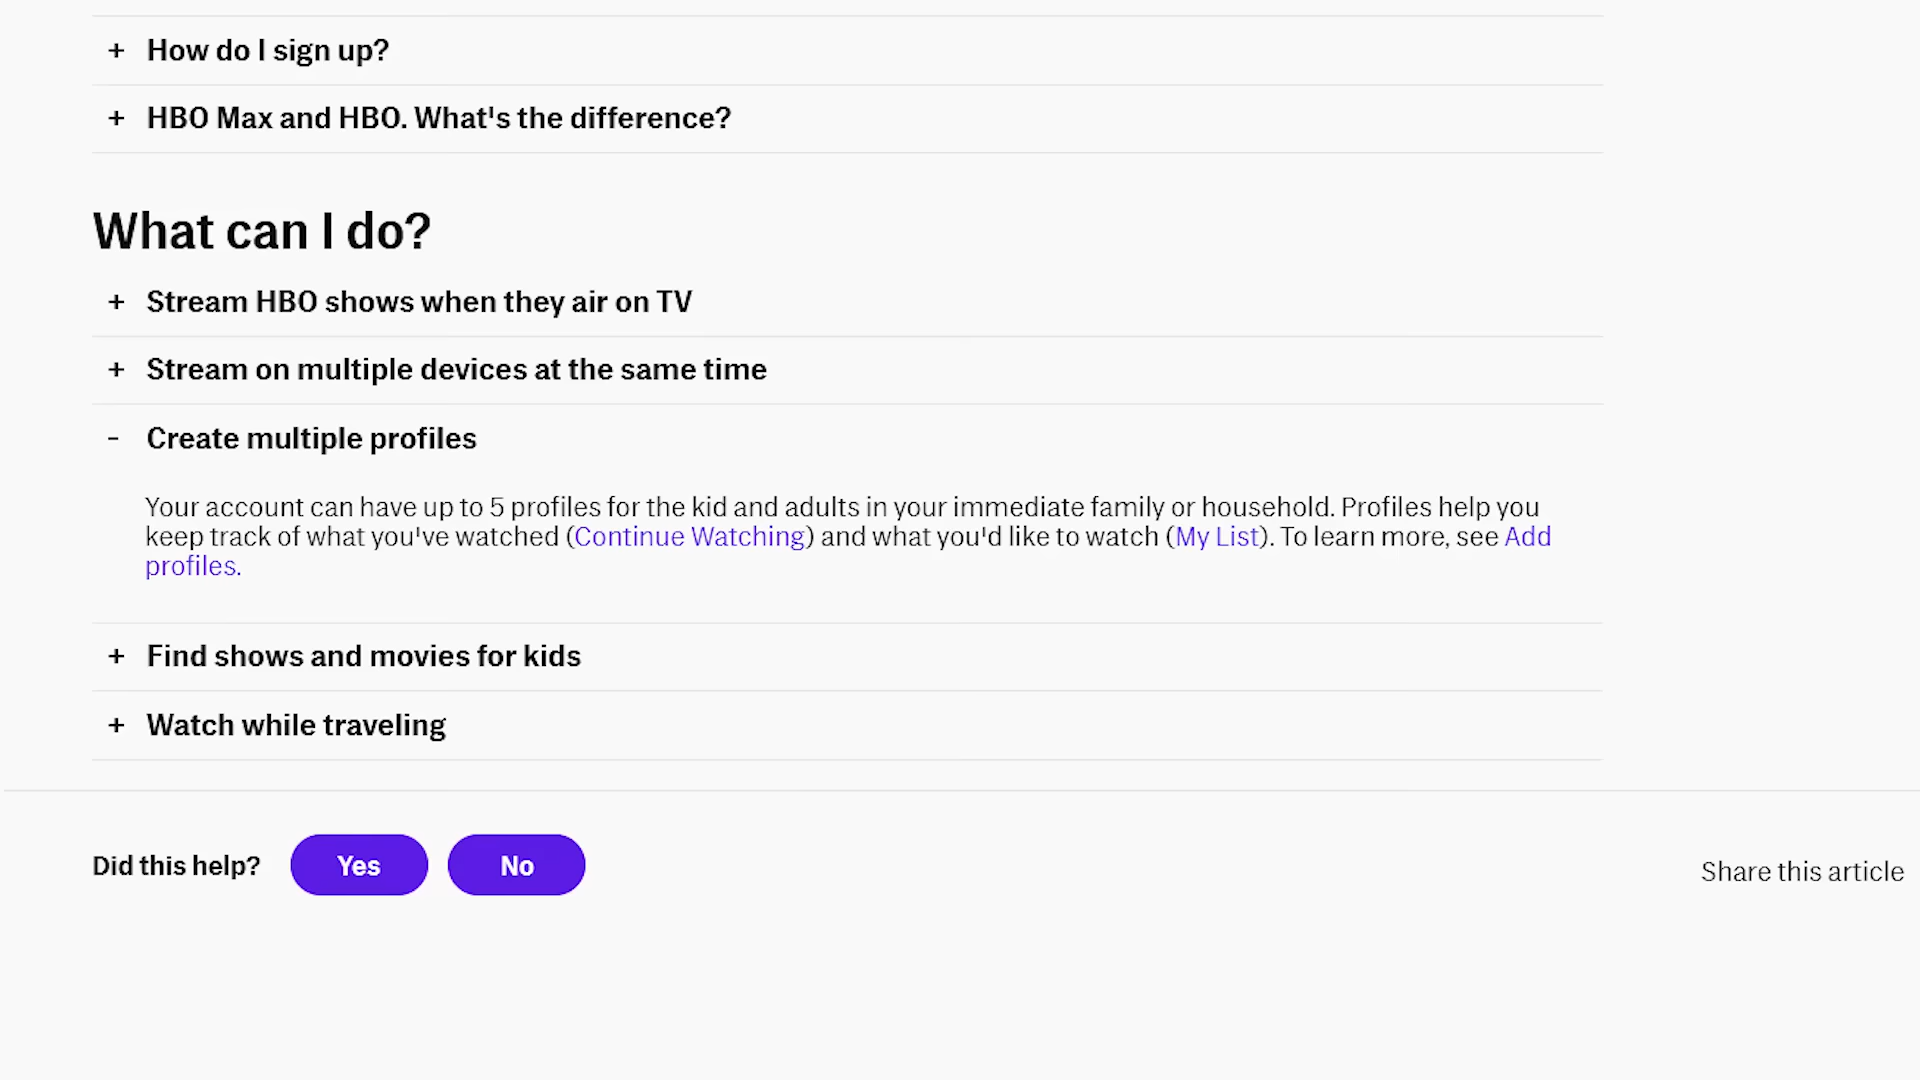 + How do I sign up?
+ HBO Max and HBO. What's the difference?
What can I do?
+ Stream HBO shows when they air on TV
+ Stream on multiple devices at the same time
- Create multiple profiles
Your account can have up to 5 profiles for the kid and adults in your immediate family or household. Profiles help you
keep track of what you've watched (Continue Watching) and what you'd like to watch (My List). To learn more, see Add
profiles.
+ Find shows and movies for kids
+ Watch while traveling
Did this help? Yes No
Share this article